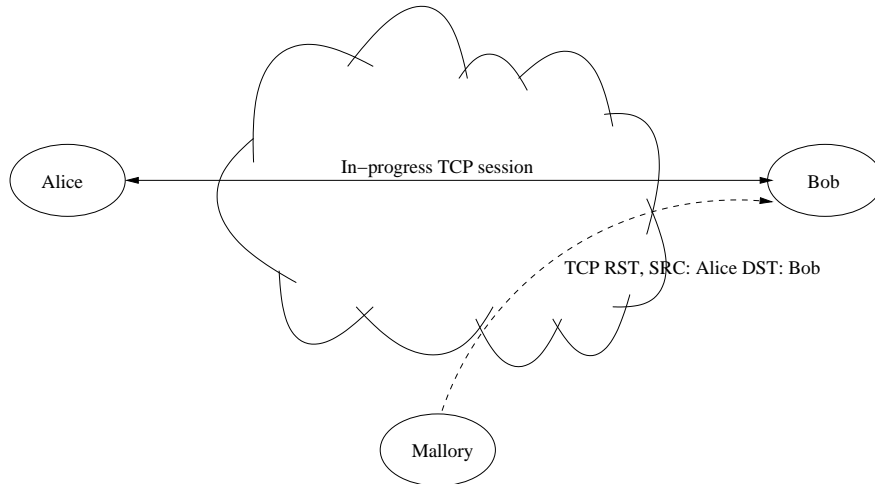 In−progress TCP session
Alice
Bob
TCP RST, SRC: Alice DST: Bob
Mallory